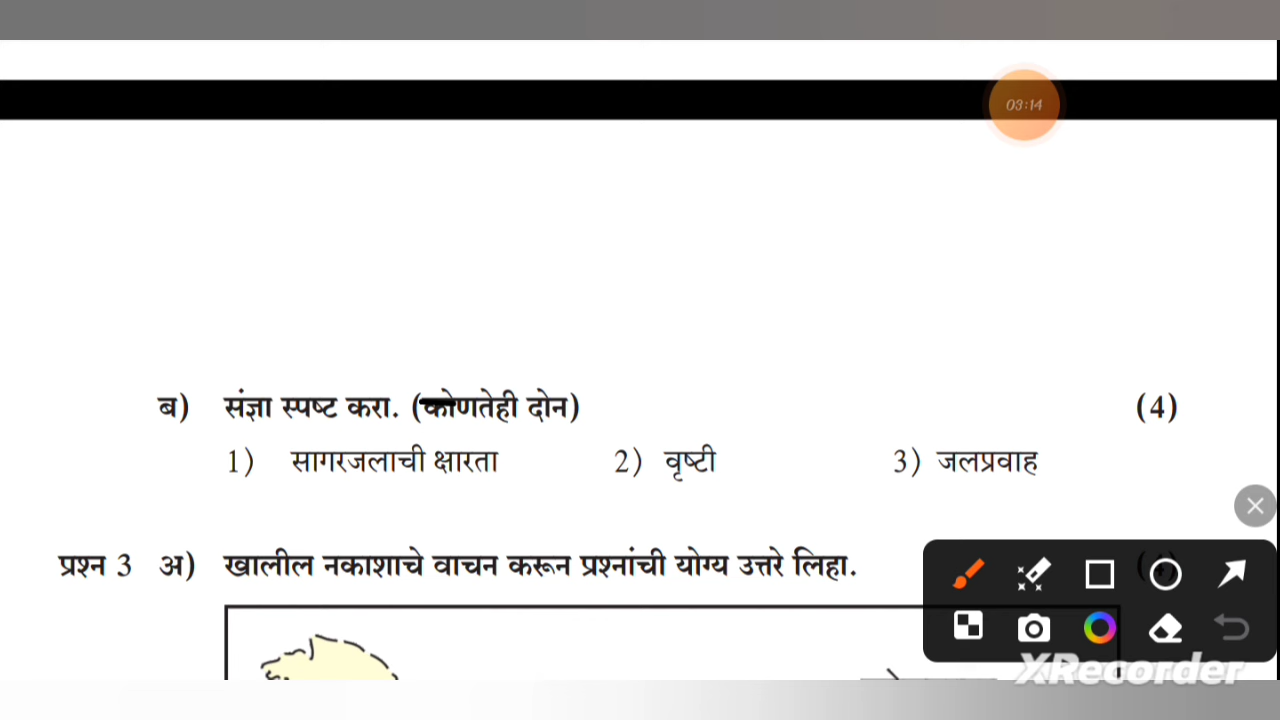 03:14
ब) संज्ञा स्पष्ट करा. (कोणतेही दोन) (4)
1) सागरजलाची क्षारता 2) वृष्टी 3) जलप्रवाह
प्रश्न 3 अ) खालील नकाशाचे वाचन करून प्रश्नांची योग्य उत्तरे लिहा.
XRecorder